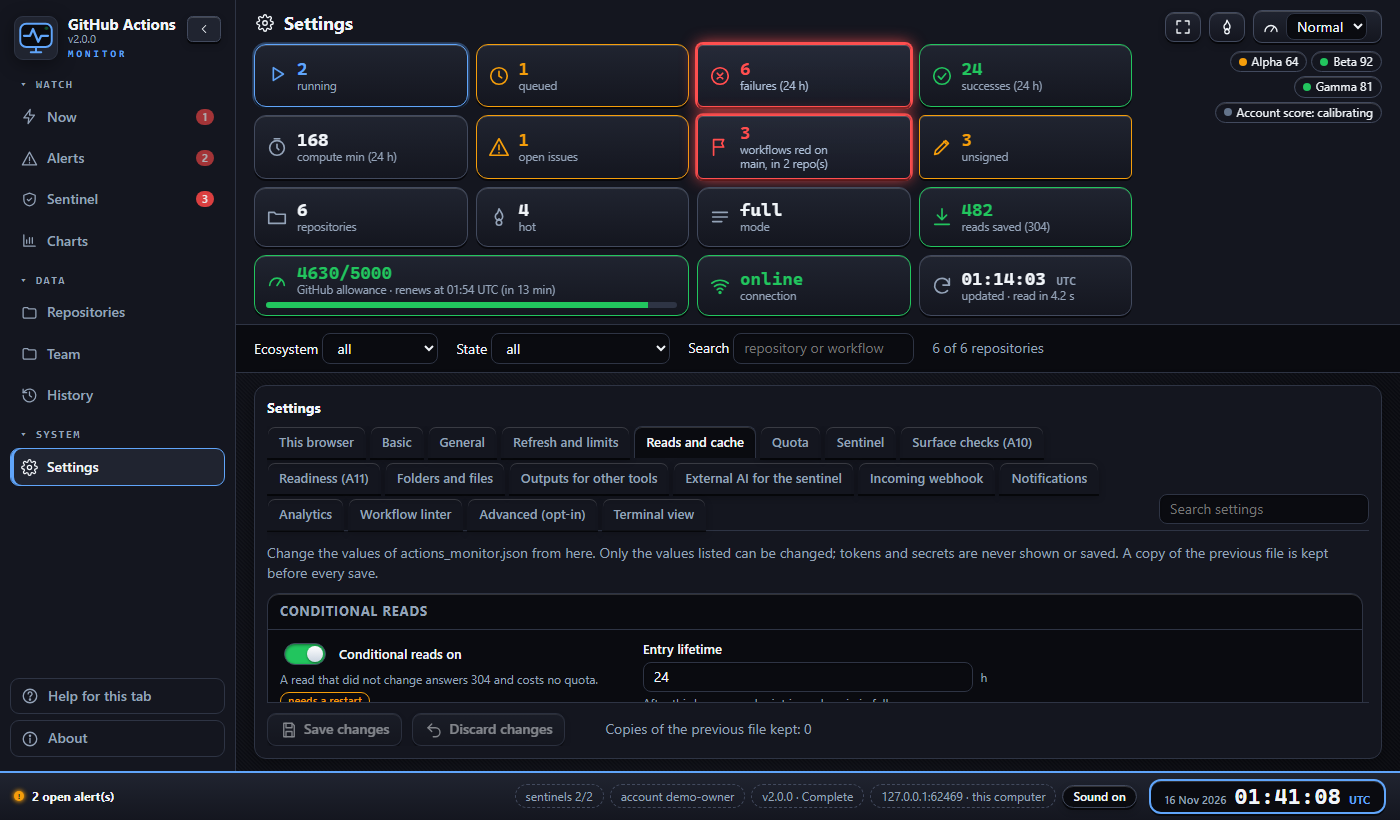 GitHub Actions
v2.0.0
MONITOR
WATCH
Now 1
Alerts 2
Sentinel 3
Charts
DATA
Repositories
Team
History
SYSTEM
Settings
Help for this tab
About
Settings
Normal
Alpha 64
Beta 92
Gamma 81
Account score: calibrating
2
running
1
queued
6
failures (24 h)
24
successes (24 h)
168
compute min (24 h)
1
open issues
3
workflows red on
main, in 2 repo(s)
3
unsigned
6
repositories
4
hot
full
mode
482
reads saved (304)
4630/5000
GitHub allowance · renews at 01:54 UTC (in 13 min)
online
connection
01:14:03 UTC
updated · read in 4.2 s
Ecosystem all State all Search repository or workflow 6 of 6 repositories
Settings
This browser Basic General Refresh and limits Reads and cache Quota Sentinel Surface checks (A10)
Readiness (A11) Folders and files Outputs for other tools External AI for the sentinel Incoming webhook Notifications
Analytics Workflow linter Advanced (opt-in) Terminal view
Search settings
Change the values of actions_monitor.json from here. Only the values listed can be changed; tokens and secrets are never shown or saved. A copy of the previous file is kept
before every save.
CONDITIONAL READS
Conditional reads on
A read that did not change answers 304 and costs no quota.
needs a restart
Entry lifetime
24 h
Save changes Discard changes Copies of the previous file kept: 0
2 open alert(s) sentinels 2/2 account demo-owner v2.0.0 · Complete 127.0.0.1:62469 · this computer Sound on 16 Nov 2026 01:41:08 UTC